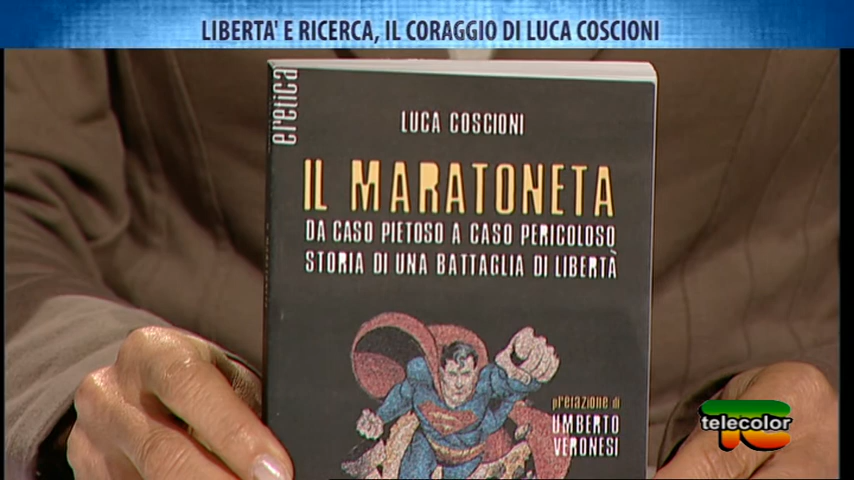 LIBERTA' E RICERCA, IL CORAGGIO DI LUCA COSCIONI
eretica
LUCA COSCIONI
IL MARATONETA
DA CASO PIETOSO A CASO PERICOLOSO
STORIA DI UNA BATTAGLIA DI LIBERTÀ
prefazione di
UMBERTO
VERONESI
telecolor